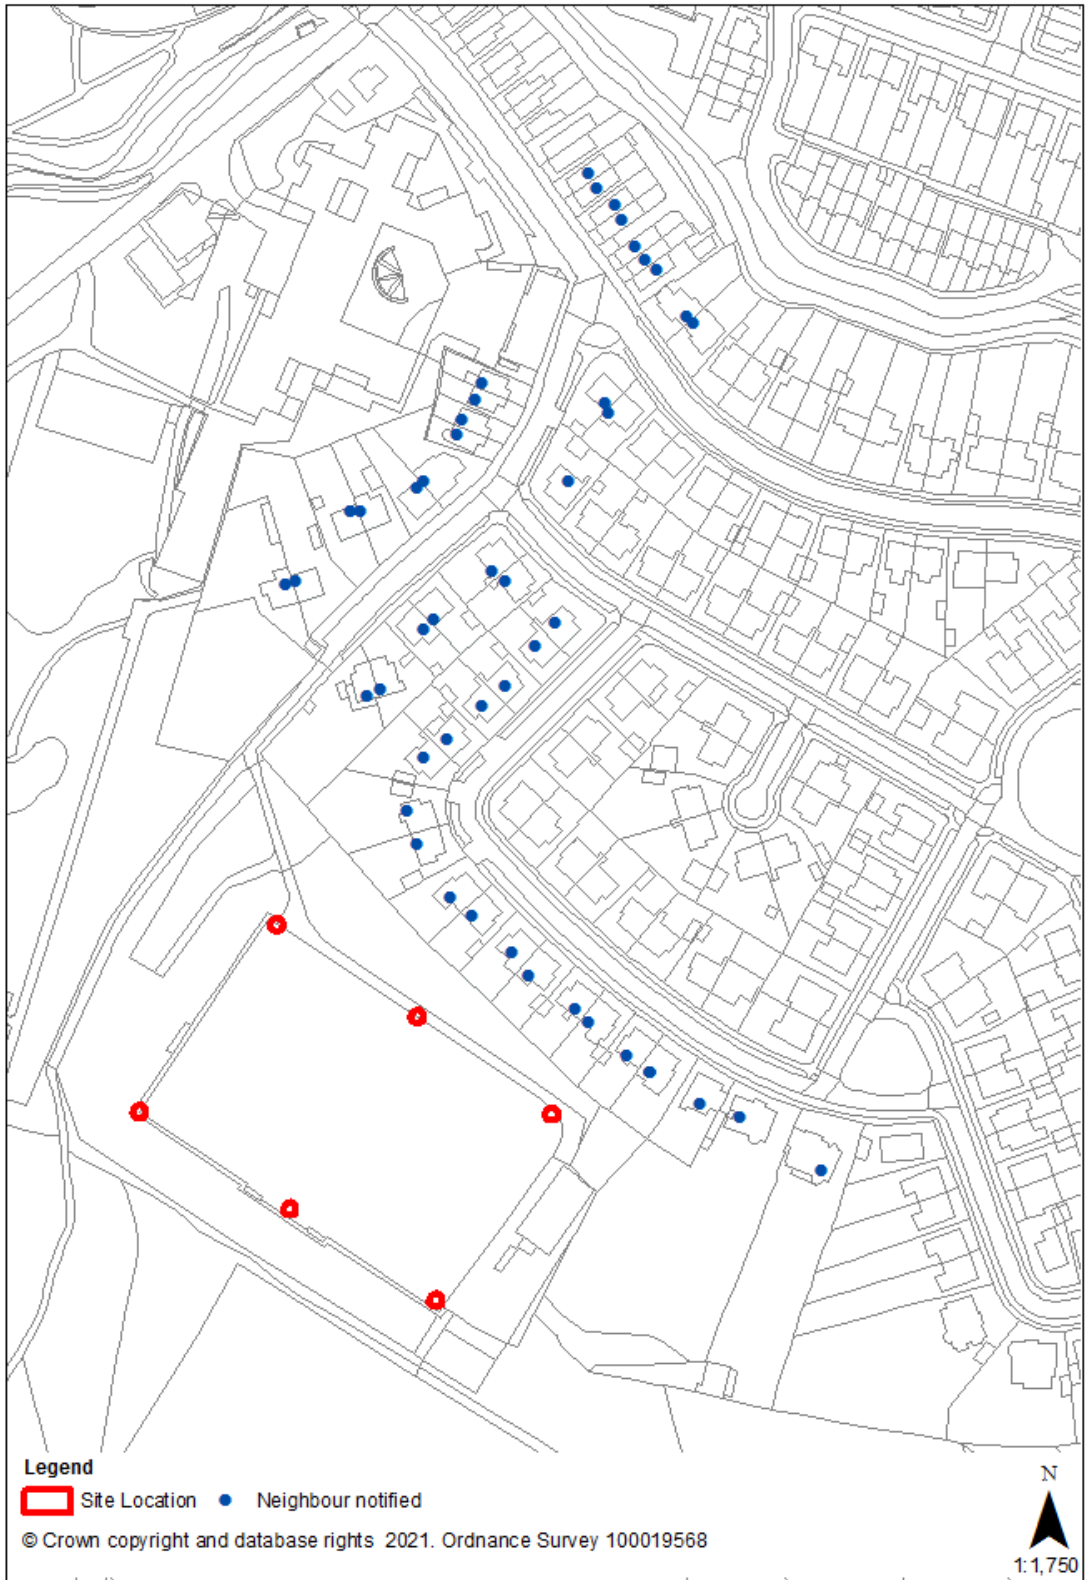 Legend
Site Location Neighbour notified
N
© Crown copyright and database rights 2021. Ordnance Survey 100019568
1:1,750